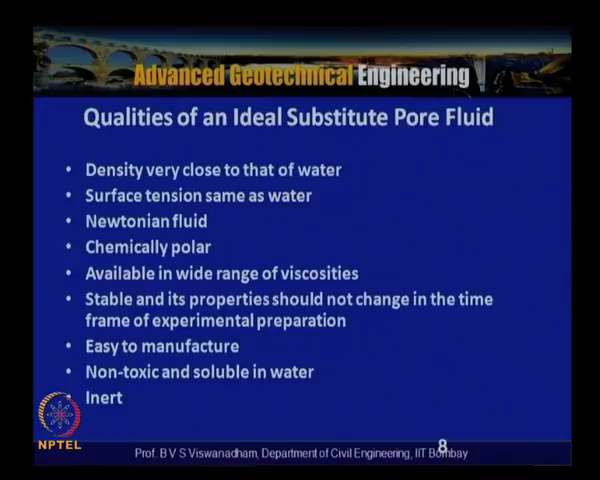 Advanced Geotechnical Engineering
Qualities of an Ideal Substitute Pore Fluid
• Density very close to that of water
• Surface tension same as water
• Newtonian fluid
• Chemically polar
• Available in wide range of viscosities
• Stable and its properties should not change in the time
frame of experimental preparation
• Easy to manufacture
• Non-toxic and soluble in water
Inert
NPTEL
Prof. B V S Viswanadham, Department of Civil Engineering, IIT Bombay
8